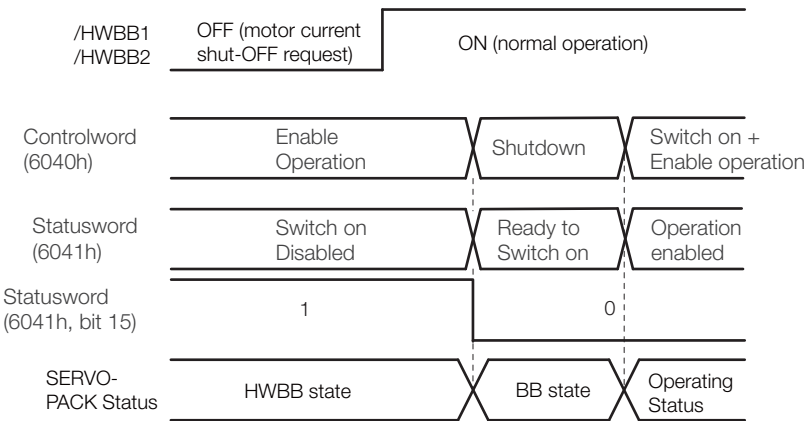 /HWBB1
/HWBB2
OFF (motor current
shut-OFF request)
ON (normal operation)
Controlword
(6040h)
Enable
Operation
Shutdown
Switch on +
Enable operation
Statusword
(6041h)
Switch on
Disabled
Ready to
Switch on
Operation
enabled
Statusword
(6041h, bit 15)
1
0
SERVO-
PACK Status
HWBB state
BB state
Operating
Status